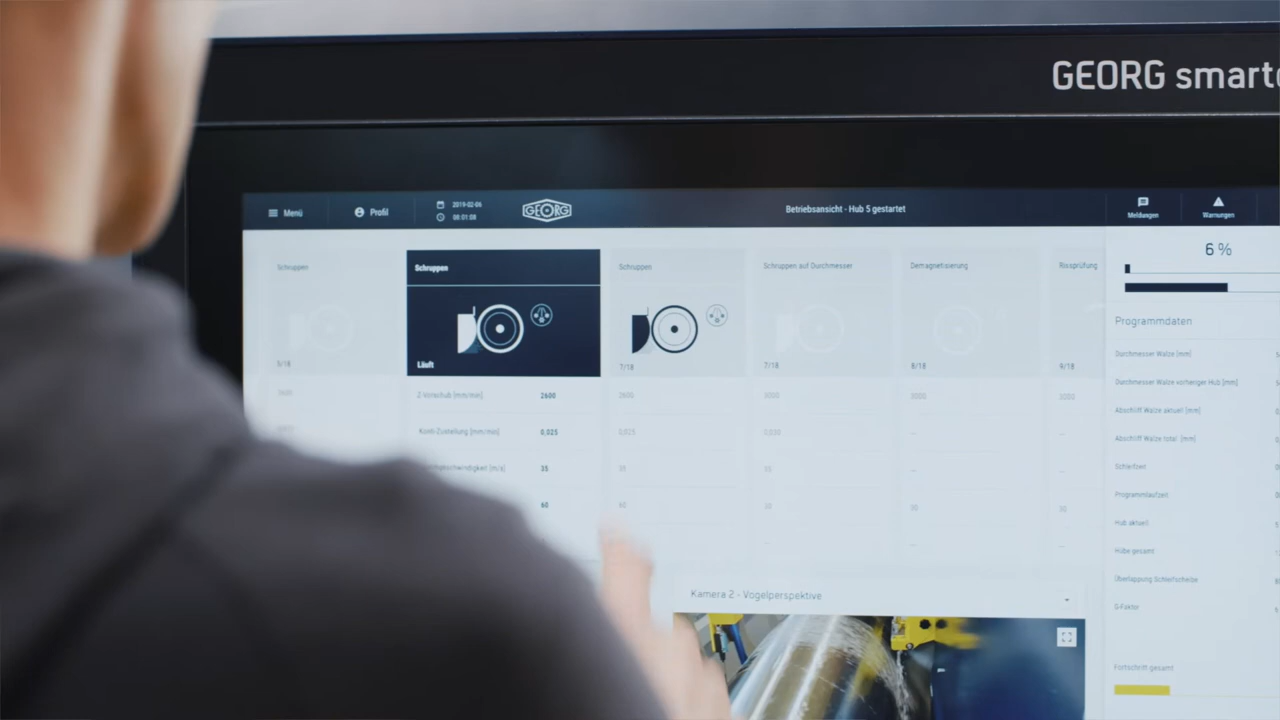 GEORG smart
Menü
Profil
2019-02-06
08:01:08
GEORG
Betriebsansicht - Hub 5 gestartet
Meldungen
Warnungen
Schruppen
5/18
Schruppen
Läuft
Schruppen
7/18
Schruppen auf Durchmesser
7/18
Demagnetisierung
8/18
Rissprüfung
9/18
Z-Vorschub [mm/min] 2600 2600 3000 3000 3000
Konti-Zustellung [mm/min] 0,025 0,025
[m/s] 35
60 60
Kamera 2 - Vogelperspektive
6 %
Programmdaten
Durchmesser Walze [mm]
Durchmesser Walze vorheriger Hub [mm]
Abschliff Walze aktuell [mm]
Abschliff Walze total [mm]
Schleifzeit
Programmlaufzeit
Hub aktuell
Hübe gesamt
Überlappung Schleifscheibe
G-Faktor
Fortschritt gesamt